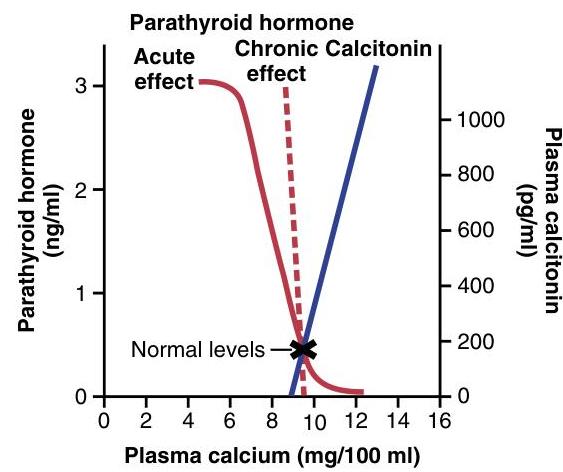 Parathyroid hormone
Acute
effect
Chronic
effect
Calcitonin
Parathyroid hormone
(ng/ml)
3
2
1
0
Normal levels
1000
800
600
400
200
0
Plasma calcitonin
(pg/ml)
0 2 4 6 8 10 12 14 16
Plasma calcium (mg/100 ml)